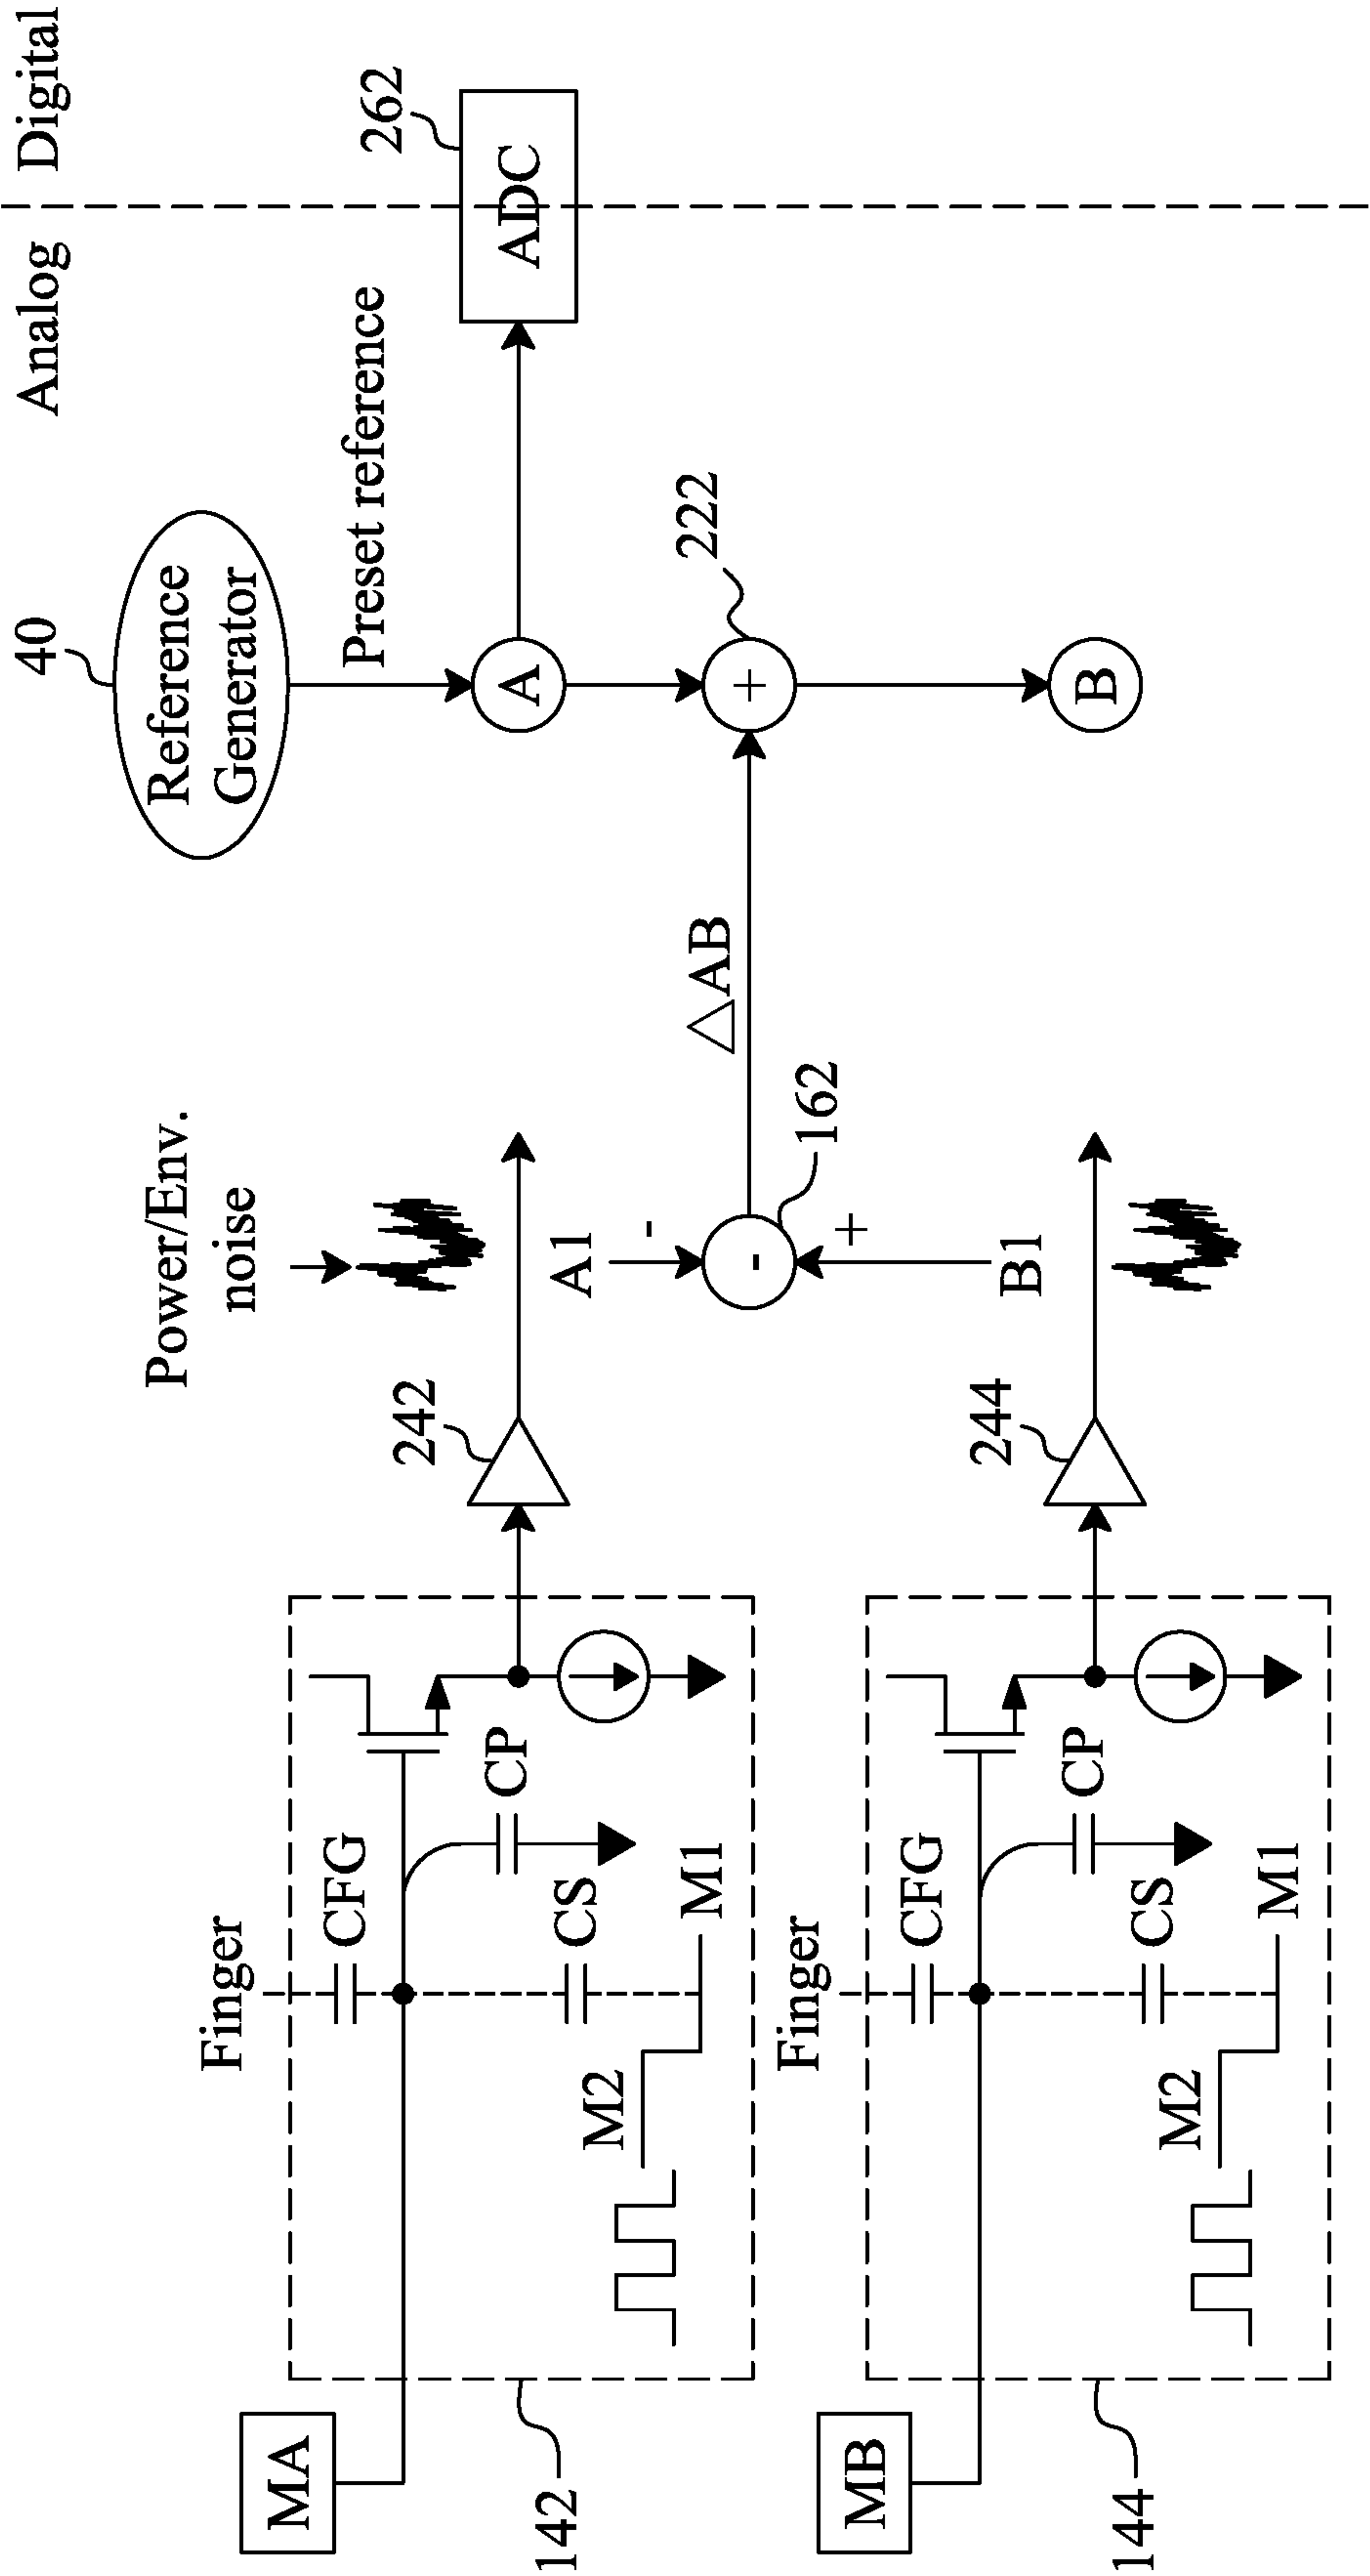 Analog
Digital
40
Reference
Generator
Preset reference
262
ADC
A
Power/Env.
noise
242
A1
-
-
+
B1
162
△AB
222
+
B
244
Finger
CFG
CP
CS
M1
M2
MA
142
Finger
CFG
CP
CS
M1
M2
MB
144